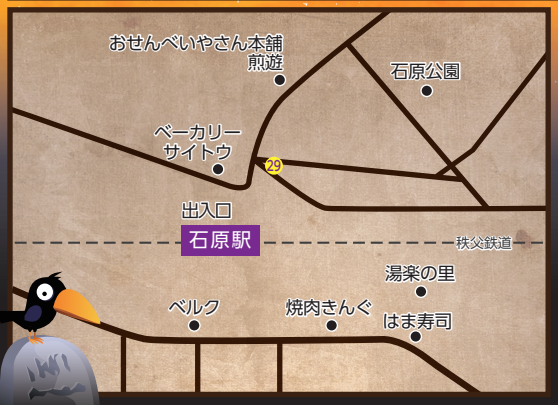 おせんべいやさん本舗
煎遊
石原公園
ベーカリー
サイトウ
29
出入口
石原駅
秩父鉄道
湯楽の里
ベルク
焼肉きんぐ
はま寿司